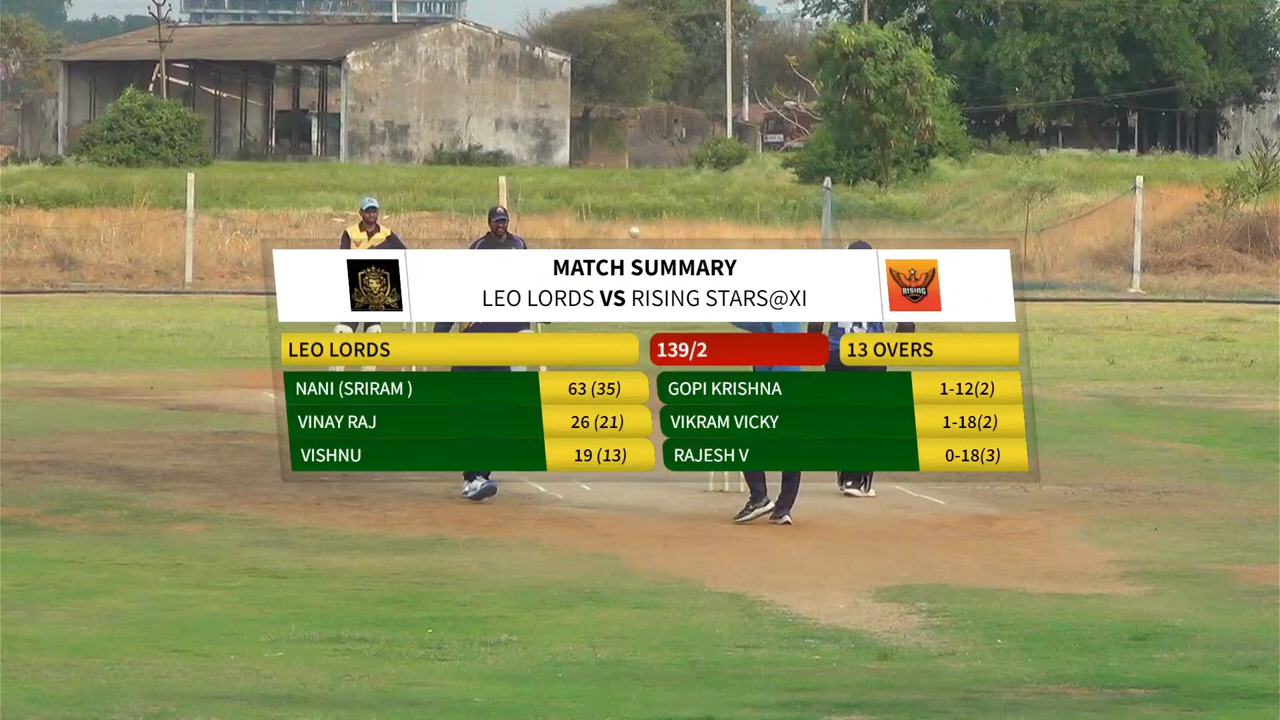 MATCH SUMMARY
LEO LORDS VS RISING STARS@XI
RISING
LEO LORDS 139/2 13 OVERS
NANI (SRIRAM ) 63 (35) GOPI KRISHNA 1-12(2)
VINAY RAJ 26 (21) VIKRAM VICKY 1-18(2)
VISHNU 19 (13) RAJESH V 0-18(3)